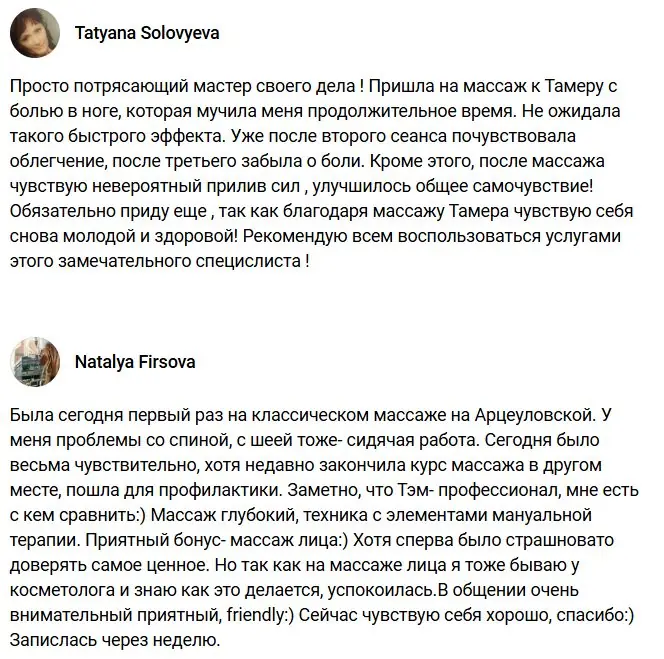 Tatyana Solovyeva
Просто потрясающий мастер своего дела ! Пришла на массаж к Тамеру с
болью в ноге, которая мучила меня продолжительное время. Не ожидала
такого быстрого эффекта. Уже после второго сеанса почувствовала
облегчение, после третьего забыла о боли. Кроме этого, после массажа
чувствую невероятный прилив сил , улучшилось общее самочувствие!
Обязательно приду еще , так как благодаря массажу Тамера чувствую себя
снова молодой и здоровой! Рекомендую всем воспользоваться услугами
этого замечательного специслиста !
Natalya Firsova
Была сегодня первый раз на классическом массаже на Арцеуловской. У
меня проблемы со спиной, с шеей тоже- сидячая работа. Сегодня было
весьма чувствительно, хотя недавно закончила курс массажа в другом
месте, пошла для профилактики. Заметно, что Тэм- профессионал, мне есть
с кем сравнить:) Массаж глубокий, техника с элементами мануальной
терапии. Приятный бонус- массаж лица:) Хотя сперва было страшновато
доверять самое ценное. Но так как на массаже лица я тоже бываю у
косметолога и знаю как это делается, успокоилась.В общении очень
внимательный приятный, friendly:) Сейчас чувствую себя хорошо, спасибо:)
Записалась через неделю.